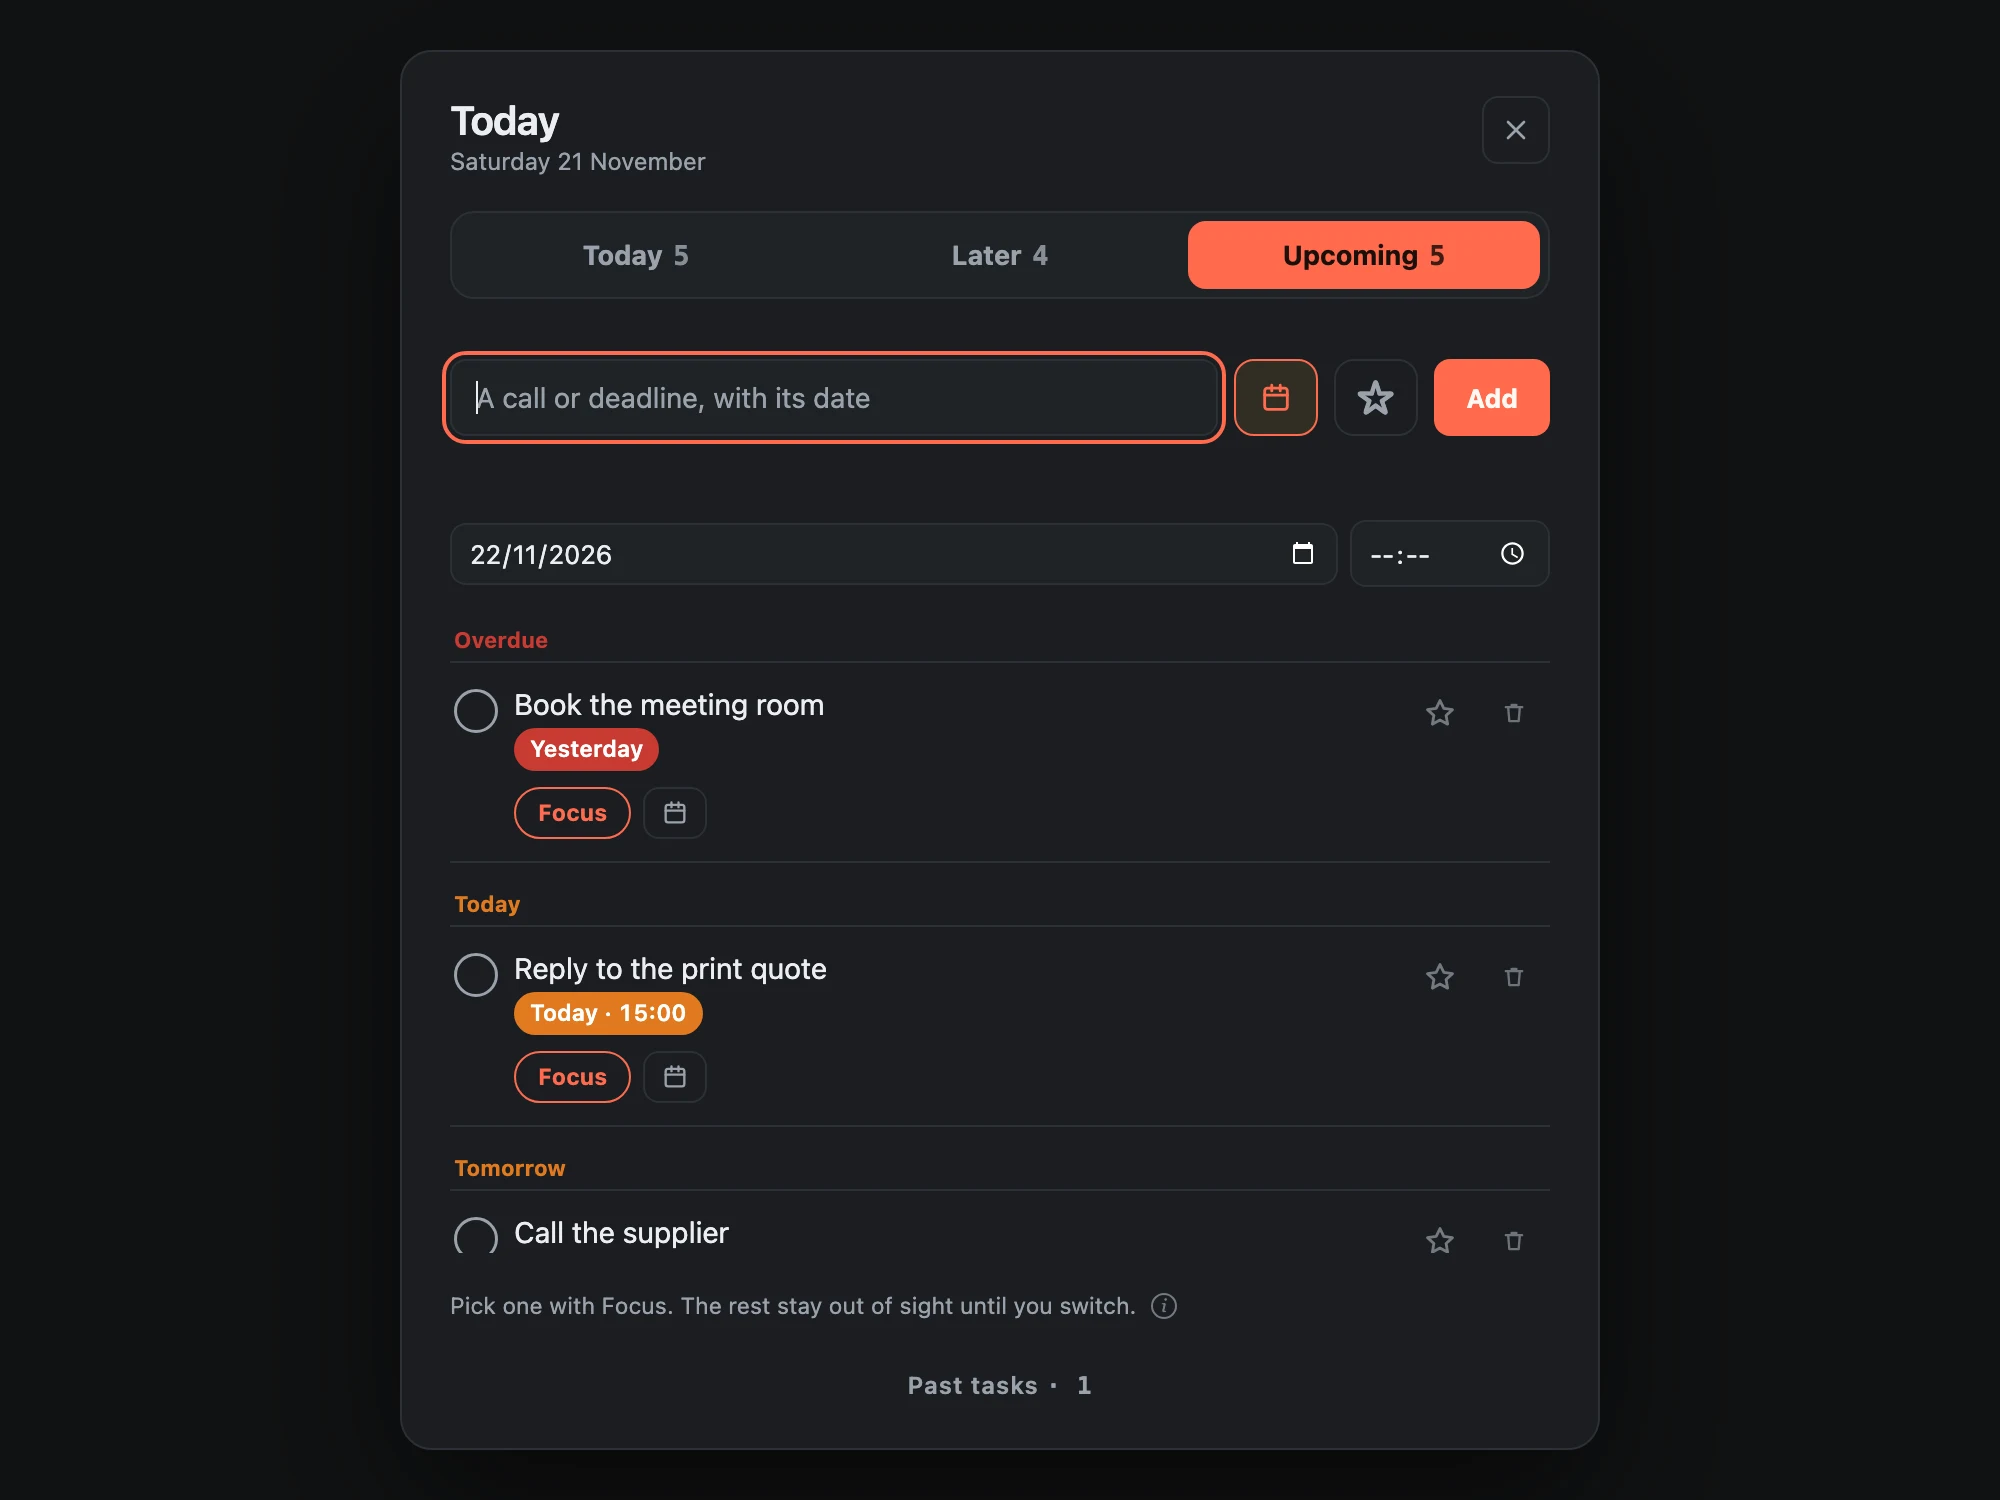 Today
Saturday 21 November
Today 5
Later 4
Upcoming 5
A call or deadline, with its date
Add
22/11/2026
--:--
Overdue
Book the meeting room
Yesterday
Focus
Today
Reply to the print quote
Today · 15:00
Focus
Tomorrow
Call the supplier
Pick one with Focus. The rest stay out of sight until you switch.
Past tasks · 1